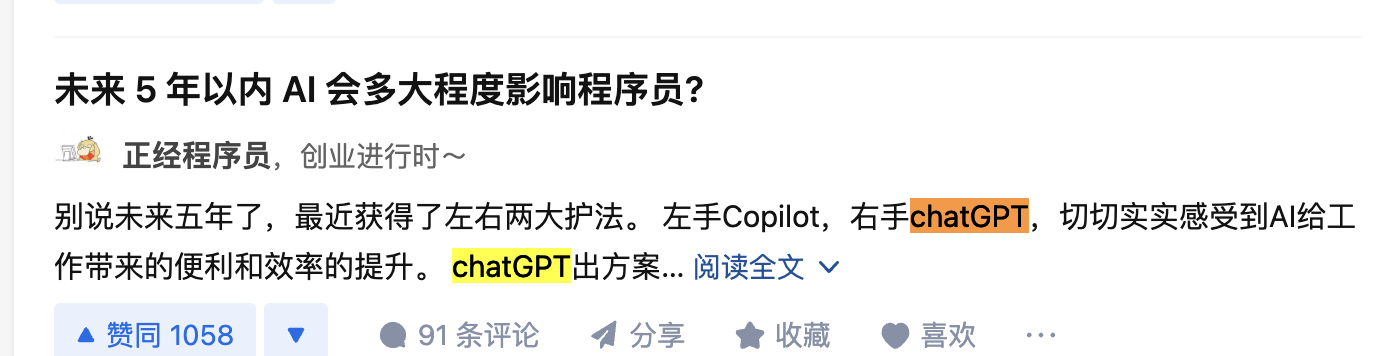 未来 5 年以内 AI 会多大程度影响程序员?
正经程序员，创业进行时～
别说未来五年了，最近获得了左右两大护法。 左手Copilot，右手chatGPT，切切实实感受到AI给工
作带来的便利和效率的提升。 chatGPT出方案... 阅读全文
赞同 1058 91 条评论 分享 收藏 喜欢 ···